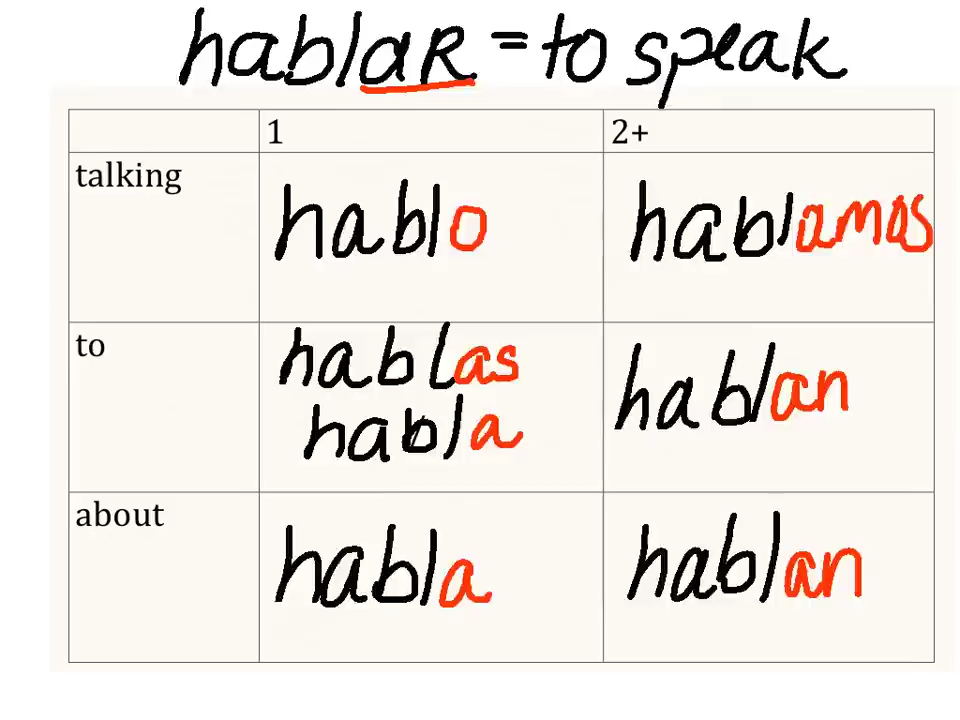 hablaR = to speak
1 2+
talking hablo hablamos
to hablas hablan
habla
about habla hablan